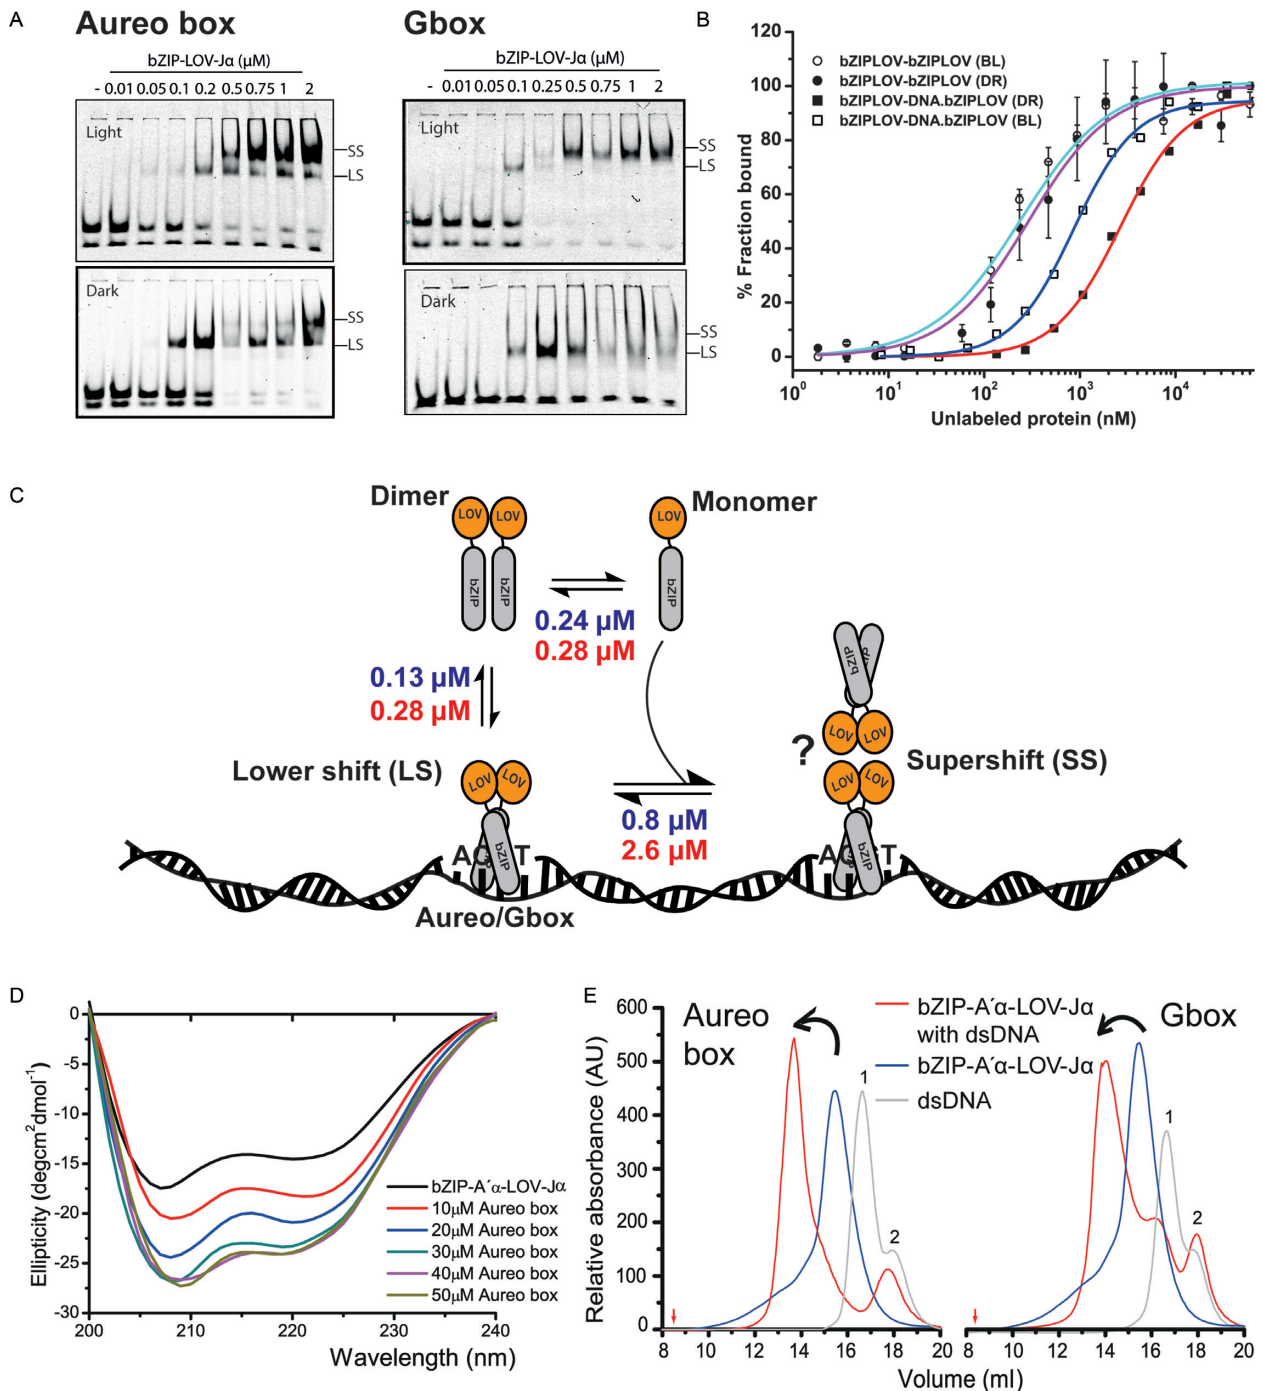 A
Aureo box
bZIP-LOV-Jα (µM)
- 0.01 0.05 0.1 0.2 0.5 0.75 1 2
Light
SS
LS
Dark
SS
LS
Gbox
bZIP-LOV-Jα (µM)
- 0.01 0.05 0.1 0.25 0.5 0.75 1 2
Light
SS
LS
Dark
SS
LS
B
120
100
80
60
40
20
0
% Fraction bound
bZIPLOV-bZIPLOV (BL)
bZIPLOV-bZIPLOV (DR)
bZIPLOV-DNA.bZIPLOV (DR)
bZIPLOV-DNA.bZIPLOV (BL)
10⁰ 10¹ 10² 10³ 10⁴
Unlabeled protein (nM)
C
Dimer
LOV LOV
bZIP bZIP
Monomer
LOV
bZIP
0.24 µM
0.28 µM
0.13 µM
0.28 µM
Lower shift (LS)
LOV LOV
bZIP
0.8 µM
2.6 µM
bZIP
LOV LOV
?
LOV LOV
Supershift (SS)
bZIP
Aureo/Gbox
D
0
-5
-10
-15
-20
-25
-30
Ellipticity (degcm²dmol⁻¹)
bZIP-A´α-LOV-Jα
10µM Aureo box
20µM Aureo box
30µM Aureo box
40µM Aureo box
50µM Aureo box
200 210 220 230 240
Wavelength (nm)
E
600
500
400
300
200
100
0
Relative absorbance (AU)
Aureo
box
1
2
bZIP-A´α-LOV-Jα
with dsDNA
bZIP-A´α-LOV-Jα
dsDNA
Gbox
1
2
8 10 12 14 16 18 20
8 10 12 14 16 18 20
Volume (ml)